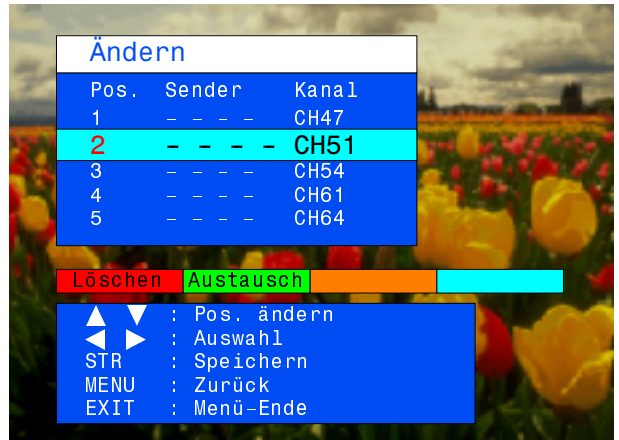 Ändern
Pos. Sender Kanal
1 – – – – CH47
2 – – – – CH51
3 – – – – CH54
4 – – – – CH61
5 – – – – CH64
Löschen Austausch
▲ ▼ : Pos. ändern
◀ ▶ : Auswahl
STR : Speichern
MENU : Zurück
EXIT : Menü–Ende